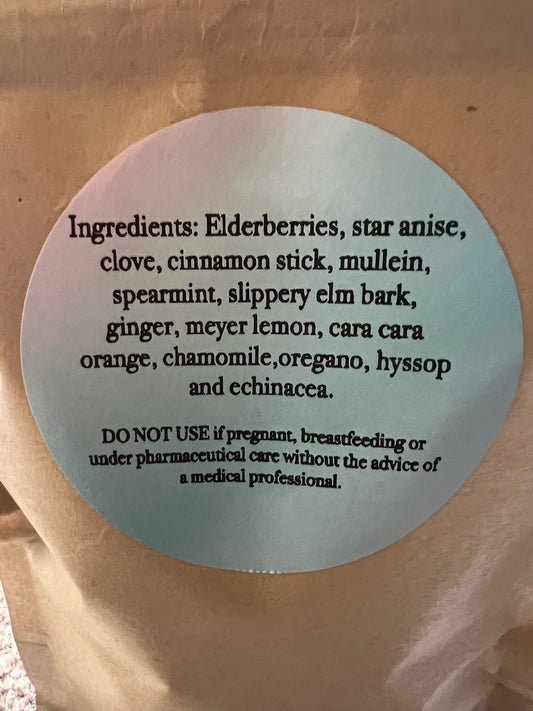 Ingredients: Elderberries, star anise,
clove, cinnamon stick, mullein,
spearmint, slippery elm bark,
ginger, meyer lemon, cara cara
orange, chamomile,oregano, hyssop
and echinacea.
DO NOT USE if pregnant, breastfeeding or
under pharmaceutical care without the advice of
a medical professional.